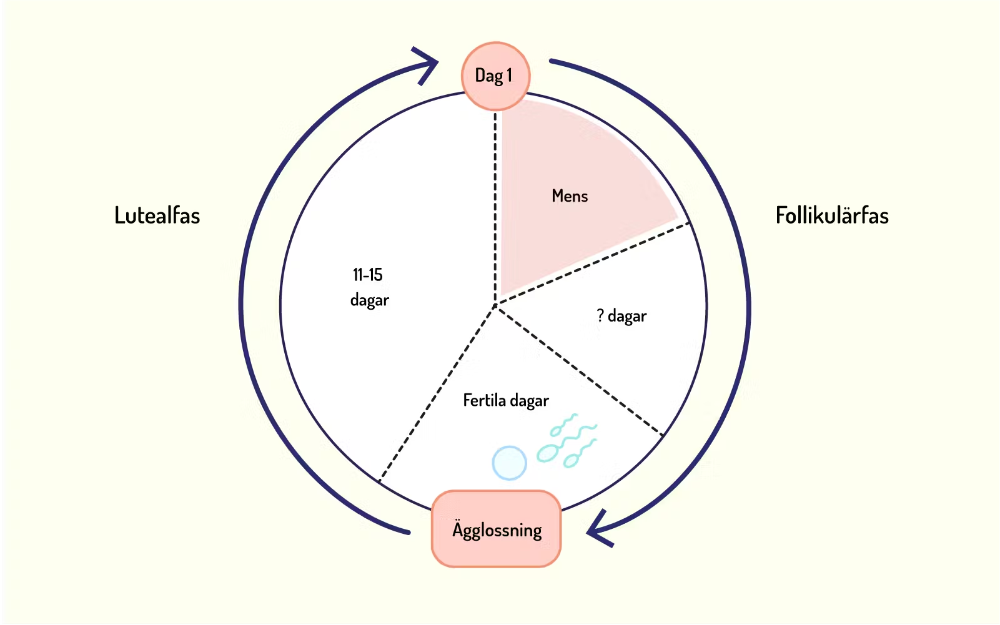 Dag 1
Mens
Lutealfas
Follikulärfas
11-15
dagar
? dagar
Fertila dagar
Ägglossning